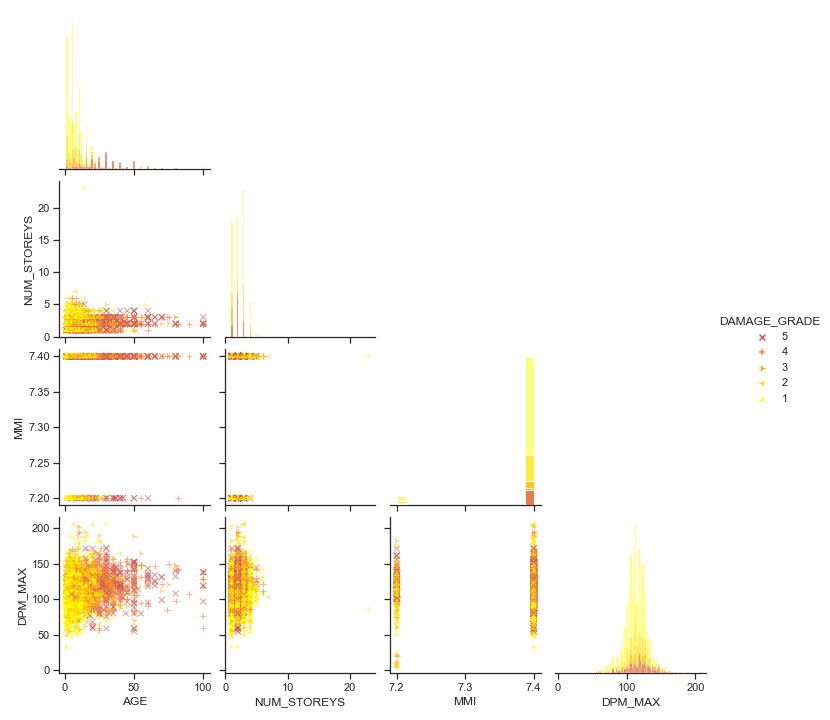 NUM_STOREYS
20
15
10
5
0
MMI
7.40
7.35
7.30
7.25
7.20
DAMAGE_GRADE
5
4
3
2
1
DPM_MAX
200
150
100
50
0
0 50 100
AGE
0 10 20
NUM_STOREYS
7.2 7.3 7.4
MMI
0 100 200
DPM_MAX